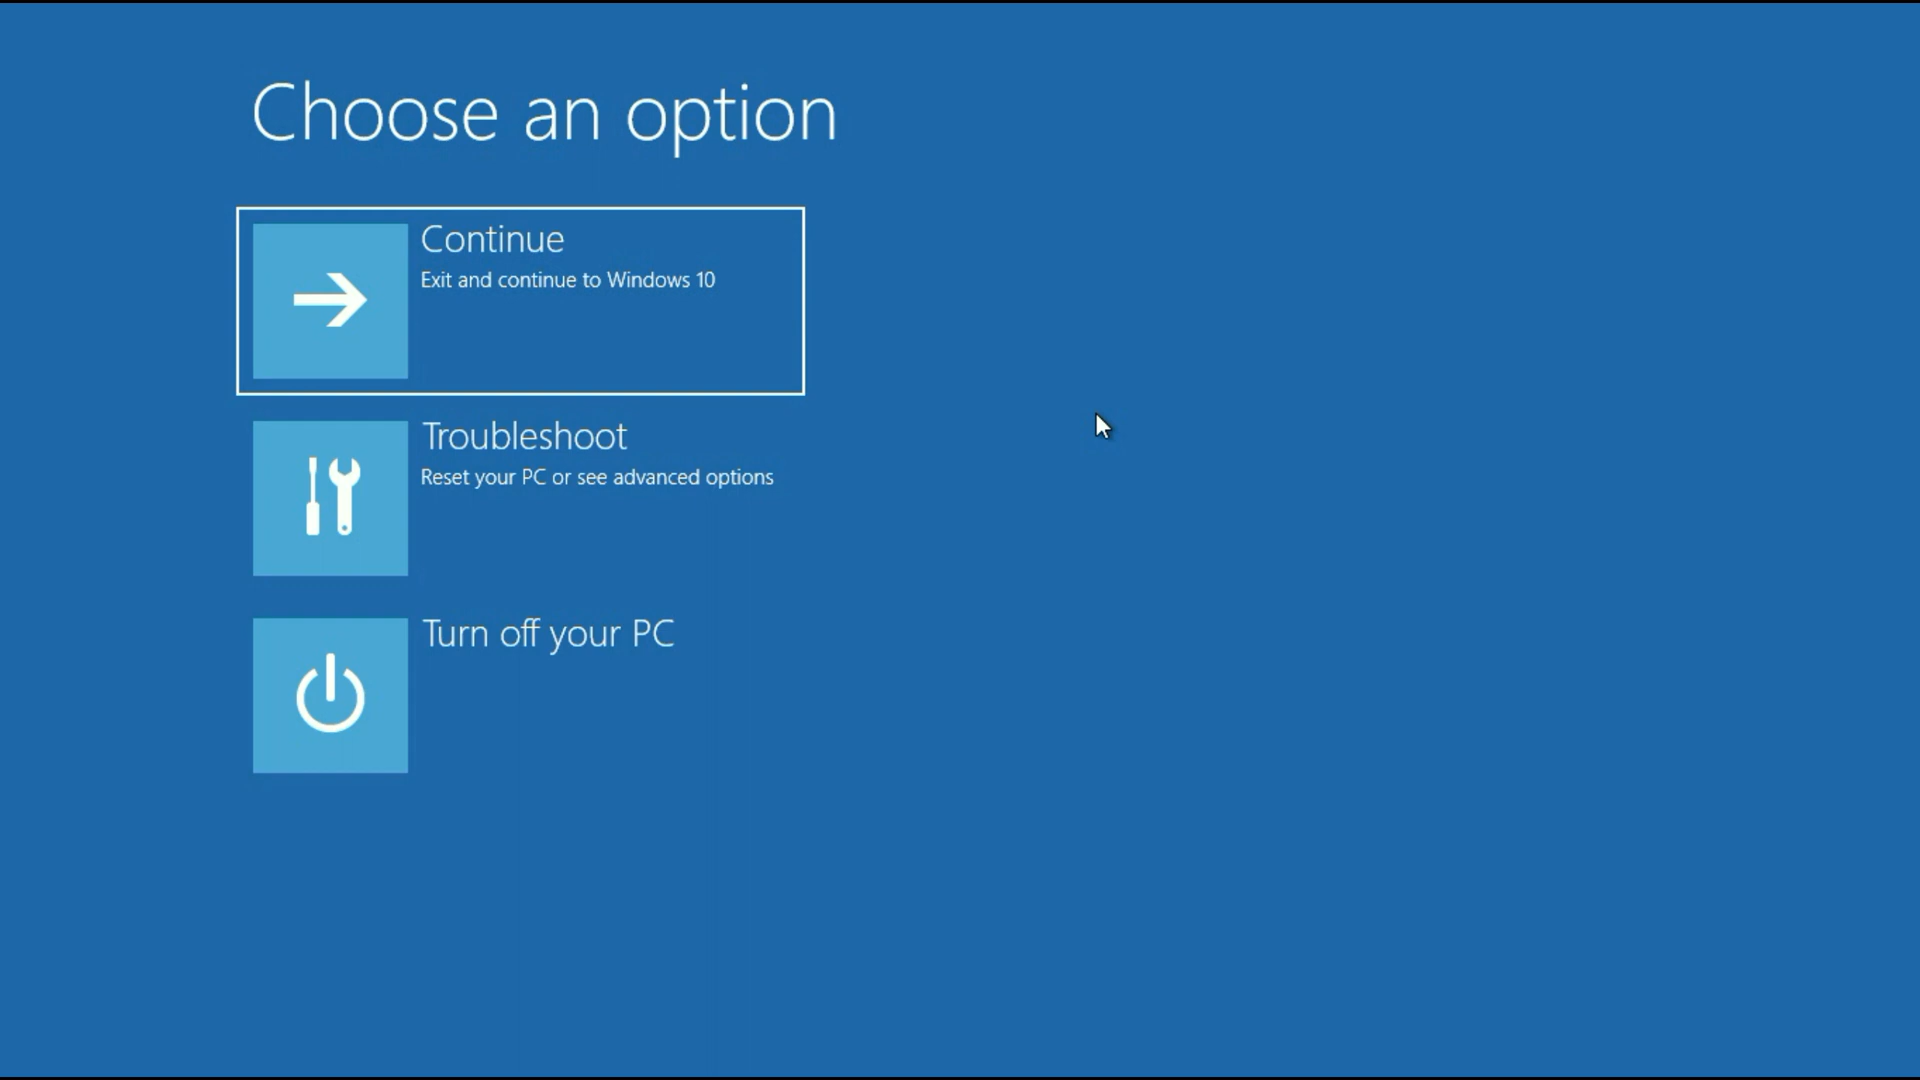 Choose an option
Continue
Exit and continue to Windows 10
Troubleshoot
Reset your PC or see advanced options
Turn off your PC